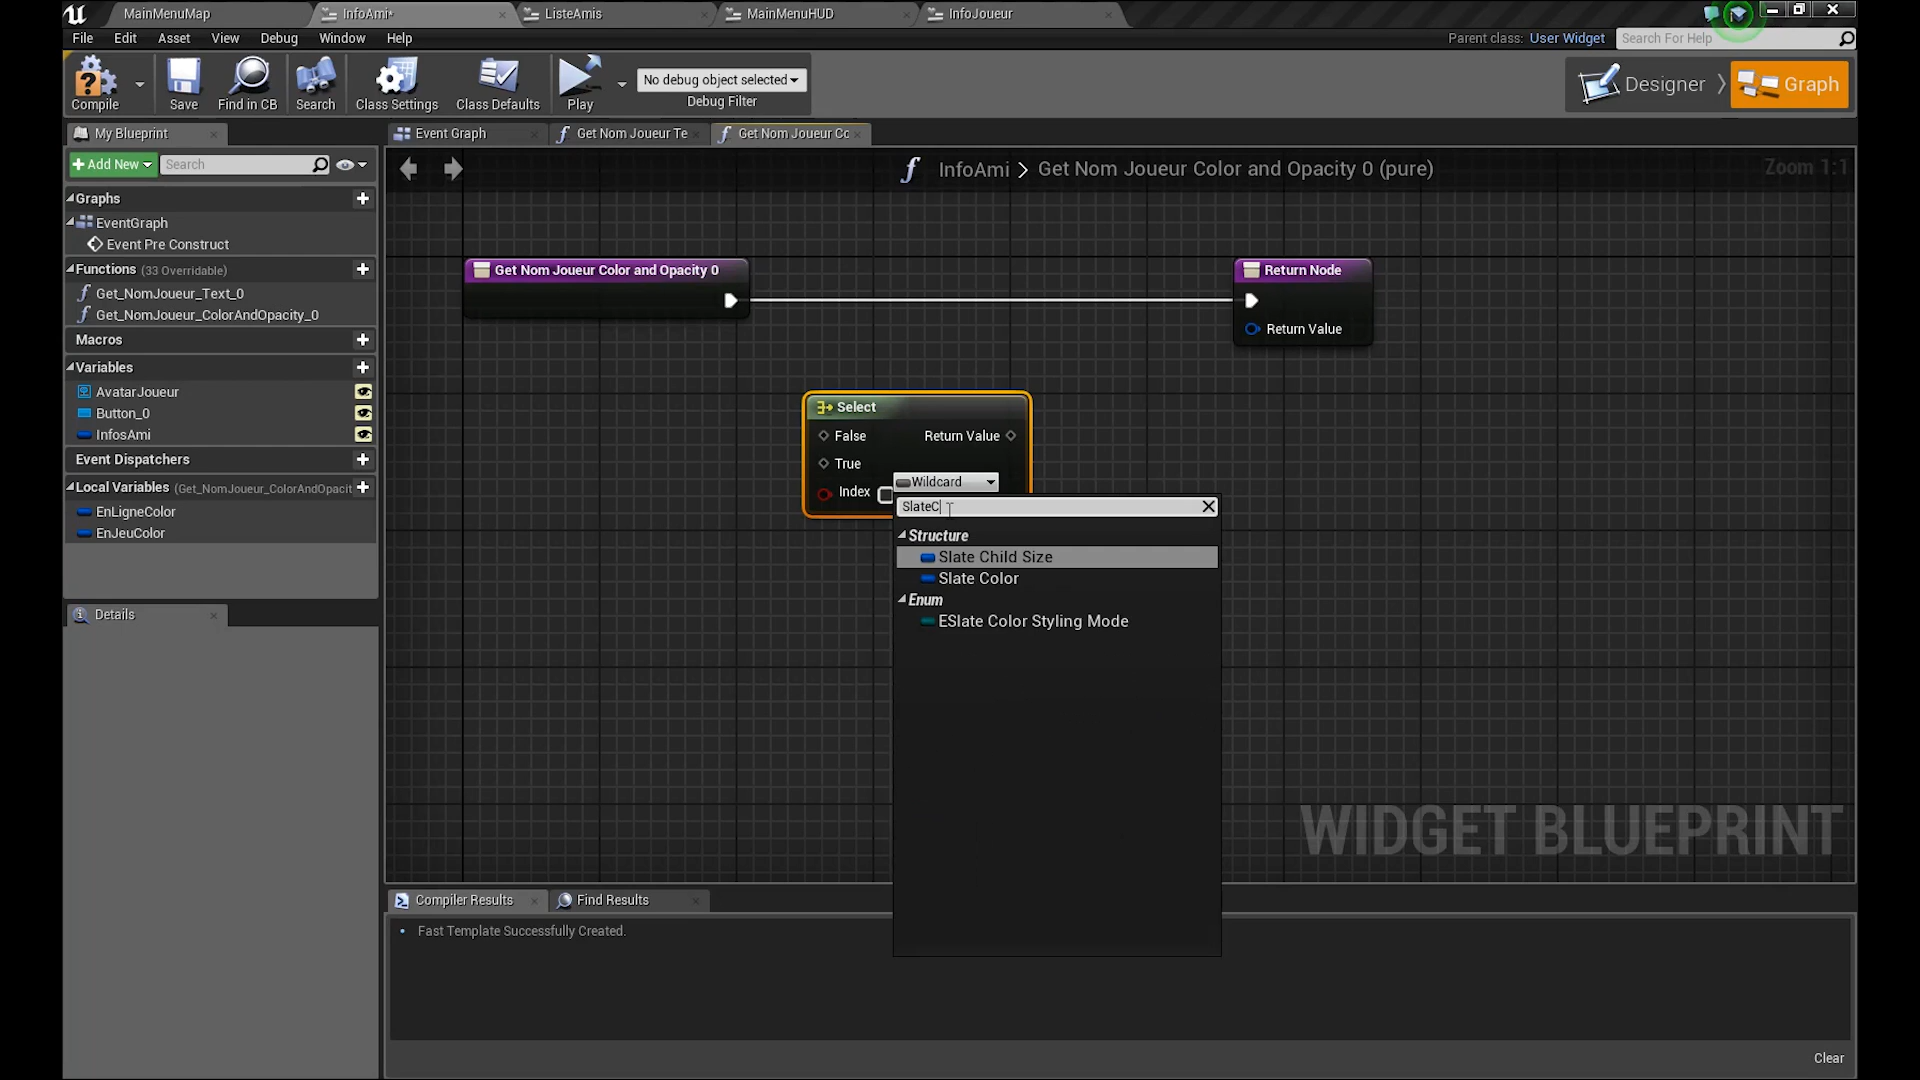 MainMenuMap
InfoAmi*
ListeAmis
MainMenuHUD
InfoJoueur
File Edit Asset View Debug Window Help
Parent class: User Widget
Search For Help
Compile
Save
Find in CB
Search
Class Settings
Class Defaults
Play
No debug object selected
Debug Filter
Designer
Graph
My Blueprint
Event Graph
Get Nom Joueur Te
Get Nom Joueur Cc
Add New
Search
InfoAmi > Get Nom Joueur Color and Opacity 0 (pure)
Zoom 1:1
Graphs
EventGraph
Event Pre Construct
Functions (33 Overridable)
Get_NomJoueur_Text_0
Get_NomJoueur_ColorAndOpacity_0
Macros
Variables
AvatarJoueur
Button_0
InfosAmi
Event Dispatchers
Local Variables (Get_NomJoueur_ColorAndOpacit
EnLigneColor
EnJeuColor
Details
Get Nom Joueur Color and Opacity 0
Return Node
Return Value
Select
False
Return Value
True
Index
Wildcard
SlateC
Structure
Slate Child Size
Slate Color
Enum
ESlate Color Styling Mode
WIDGET BLUEPRINT
Compiler Results
Find Results
Fast Template Successfully Created.
Clear